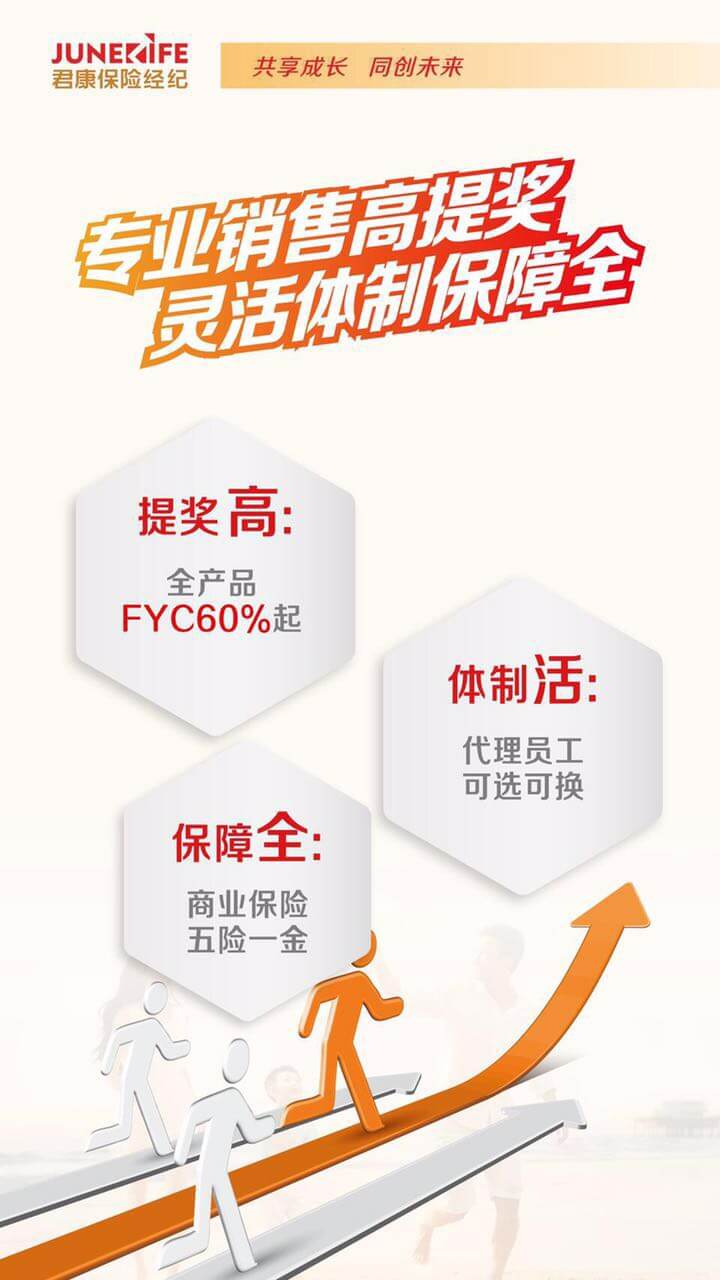 JUNELIFE
君康保险经纪
共享成长 同创未来
专业销售高提奖
灵活体制保障全
提奖高:
全产品
FYC60%起
体制活:
代理员工
可选可换
保障全:
商业保险
五险一金